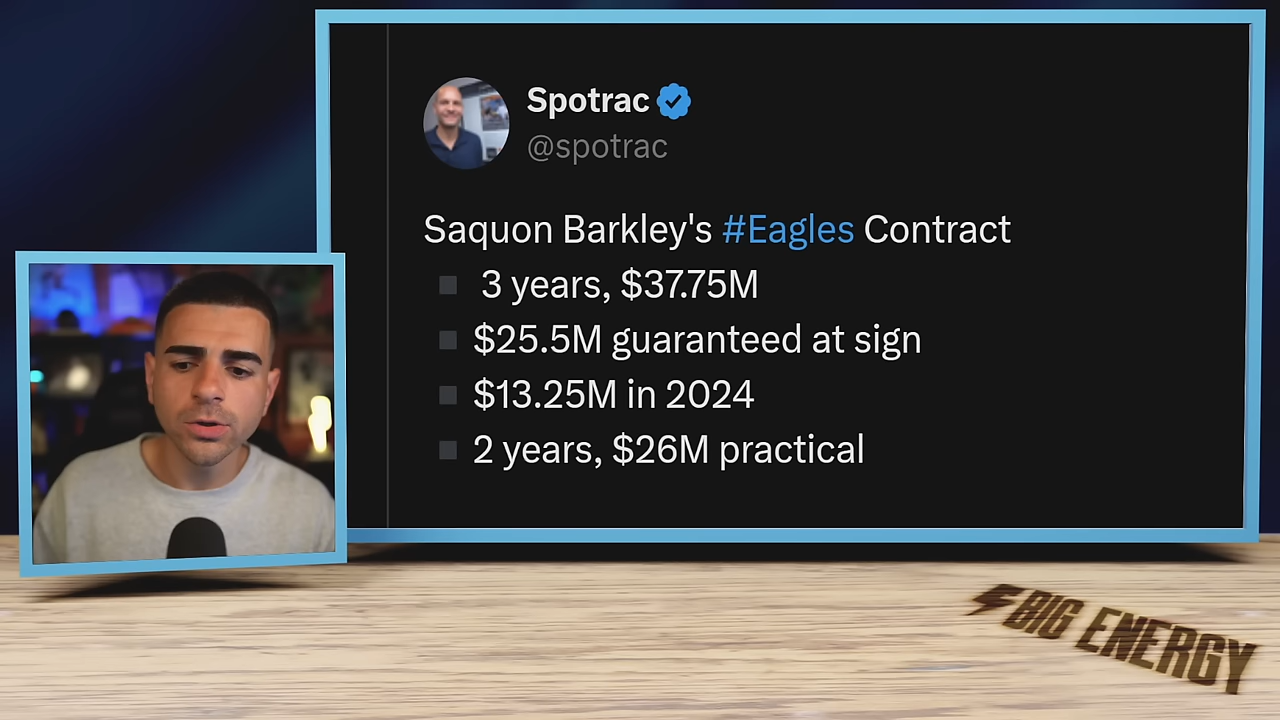 Spotrac
@spotrac
Saquon Barkley's #Eagles Contract
3 years, $37.75M
$25.5M guaranteed at sign
$13.25M in 2024
2 years, $26M practical
BIG ENERGY